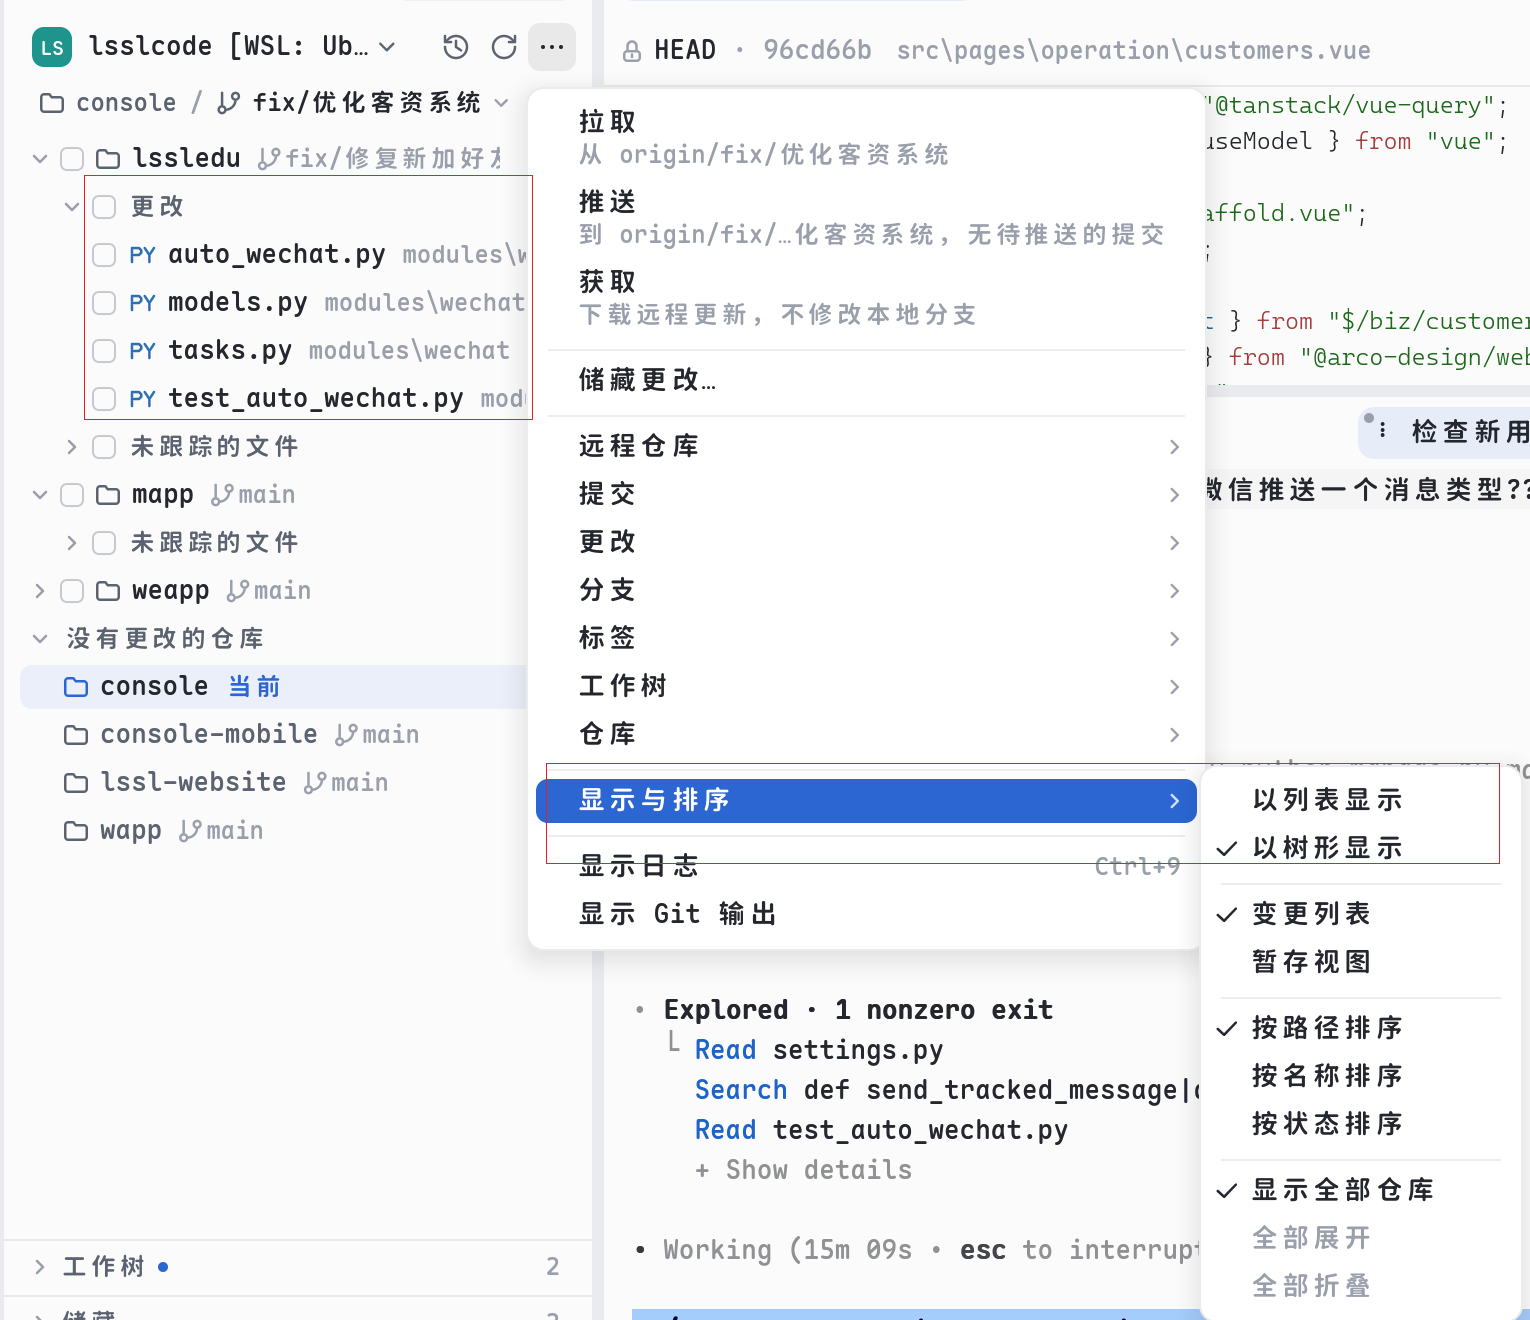 LS lsslcode [WSL: Ub…
console / fix/优化客资系统
lssledu fix/修复新加好友
更改
PY auto_wechat.py modules\w
PY models.py modules\wechat
PY tasks.py modules\wechat
PY test_auto_wechat.py mod
未跟踪的文件
mapp main
未跟踪的文件
weapp main
没有更改的仓库
console 当前
console-mobile main
lssl-website main
wapp main
工作树 2
储藏
HEAD · 96cd66b src\pages\operation\customers.vue
"@tanstack/vue-query";
useModel } from "vue";
affold.vue";
;
t } from "$/biz/customer
} from "@arco-design/web
拉取
从 origin/fix/优化客资系统
推送
到 origin/fix/…化客资系统，无待推送的提交
获取
下载远程更新，不修改本地分支
储藏更改…
远程仓库
提交
更改
分支
标签
工作树
仓库
显示与排序
显示日志 Ctrl+9
显示 Git 输出
检查新用
微信推送一个消息类型??
以列表显示
以树形显示
变更列表
暂存视图
按路径排序
按名称排序
按状态排序
显示全部仓库
全部展开
全部折叠
• Explored · 1 nonzero exit
└ Read settings.py
Search def send_tracked_message|
Read test_auto_wechat.py
+ Show details
• Working (15m 09s • esc to interrupt